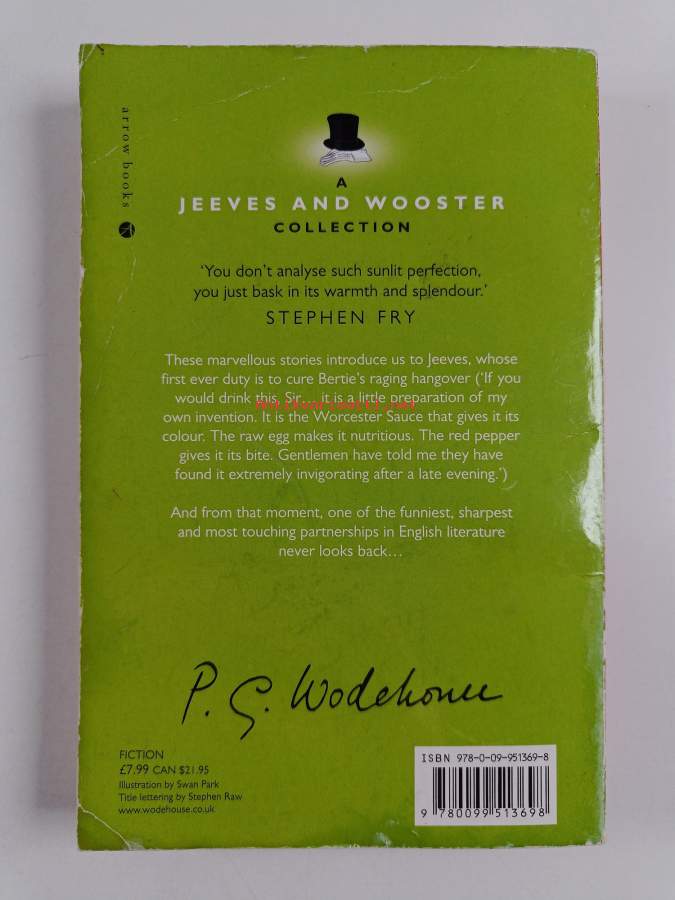 arrow books
A
JEEVES AND WOOSTER
COLLECTION
‘You don’t analyse such sunlit perfection,
you just bask in its warmth and splendour.’
STEPHEN FRY
These marvellous stories introduce us to Jeeves, whose
first ever duty is to cure Bertie’s raging hangover (‘If you
would drink this, Sir… it is a little preparation of my
own invention. It is the Worcester Sauce that gives it its
colour. The raw egg makes it nutritious. The red pepper
gives it its bite. Gentlemen have told me they have
found it extremely invigorating after a late evening.’)
And from that moment, one of the funniest, sharpest
and most touching partnerships in English literature
never looks back…
P. G. Wodehouse
FICTION
£7.99 CAN $21.95
Illustration by Swan Park
Title lettering by Stephen Raw
www.wodehouse.co.uk
ISBN 978-0-09-951369-8
9 780099 513698